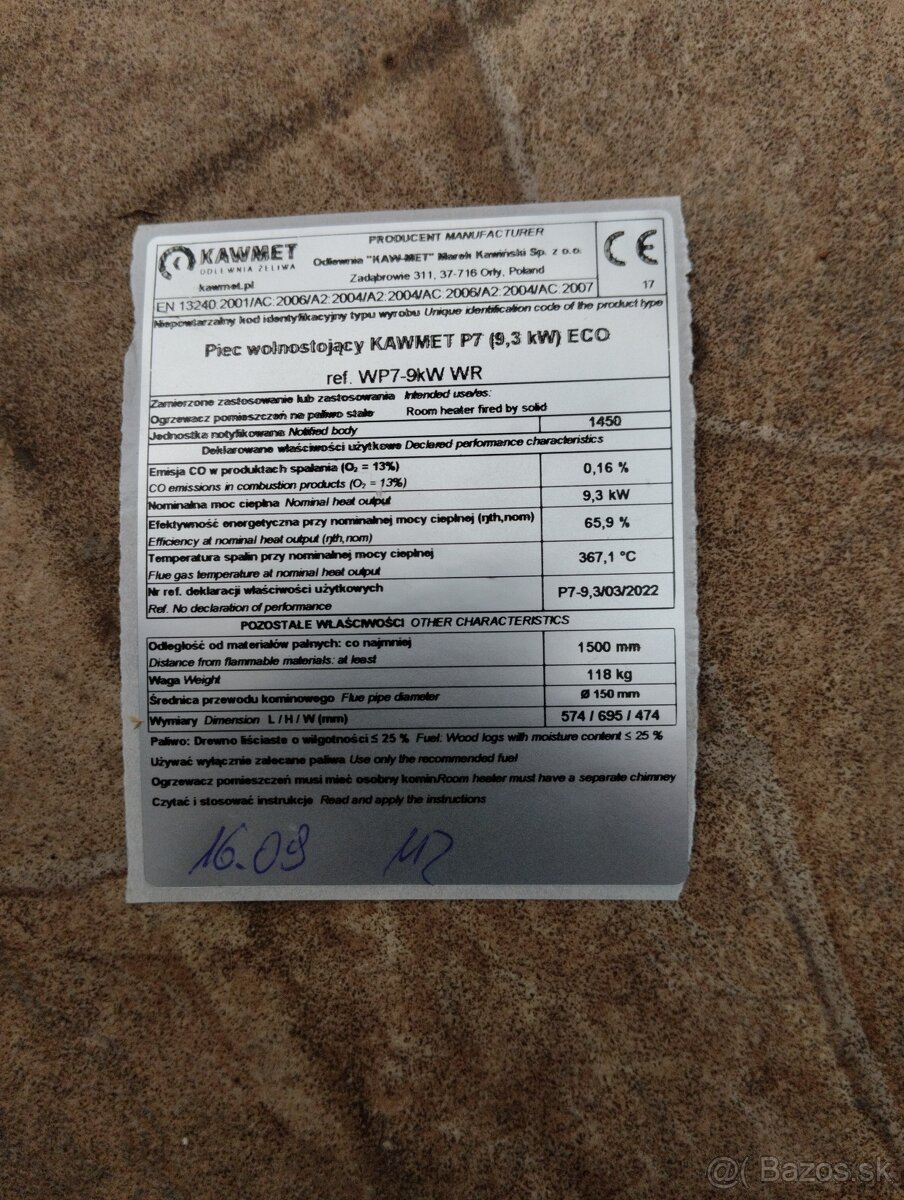 KAWMET
ODLEWNIA ŻELIWA
kawmet.pl
PRODUCENT MANUFACTURER
Odlewnia "KAW-MET" Marek Kawiński Sp. z o.o.
Zadąbrowie 311, 37-716 Orły, Poland
CE
17
EN 13240:2001/AC:2006/A2:2004/A2:2004/AC:2006/A2:2004/AC:2007
Niepowtarzalny kod identyfikacyjny typu wyrobu Unique identification code of the product type
Piec wolnostojący KAWMET P7 (9,3 kW) ECO
ref. WP7-9kW WR
Zamierzone zastosowanie lub zastosowania Intended use/es:
Ogrzewacz pomieszczeń na paliwo stałe Room heater fired by solid
Jednostka notyfikowana Notified body 1450
Deklarowane właściwości użytkowe Declared performance characteristics
Emisja CO w produktach spalania (O₂ = 13%) 0,16 %
CO emissions in combustion products (O₂ = 13%)
Nominalna moc cieplna Nominal heat output 9,3 kW
Efektywność energetyczna przy nominalnej mocy cieplnej (ηth,nom) 65,9 %
Efficiency at nominal heat output (ηth,nom)
Temperatura spalin przy nominalnej mocy cieplnej 367,1 °C
Flue gas temperature at nominal heat output
Nr ref. deklaracji właściwości użytkowych P7-9,3/03/2022
Ref. No declaration of performance
POZOSTAŁE WŁAŚCIWOŚCI OTHER CHARACTERISTICS
Odległość od materiałów palnych: co najmniej 1500 mm
Distance from flammable materials: at least
Waga Weight 118 kg
Średnica przewodu kominowego Flue pipe diameter Ø 150 mm
Wymiary Dimension L / H / W (mm) 574 / 695 / 474
Paliwo: Drewno liściaste o wilgotności ≤ 25 % Fuel: Wood logs with moisture content ≤ 25 %
Używać wyłącznie zalecane paliwa Use only the recommended fuel
Ogrzewacz pomieszczeń musi mieć osobny kominRoom heater must have a separate chimney
Czytać i stosować instrukcje Read and apply the instructions
16.09
@( Bazos.sk